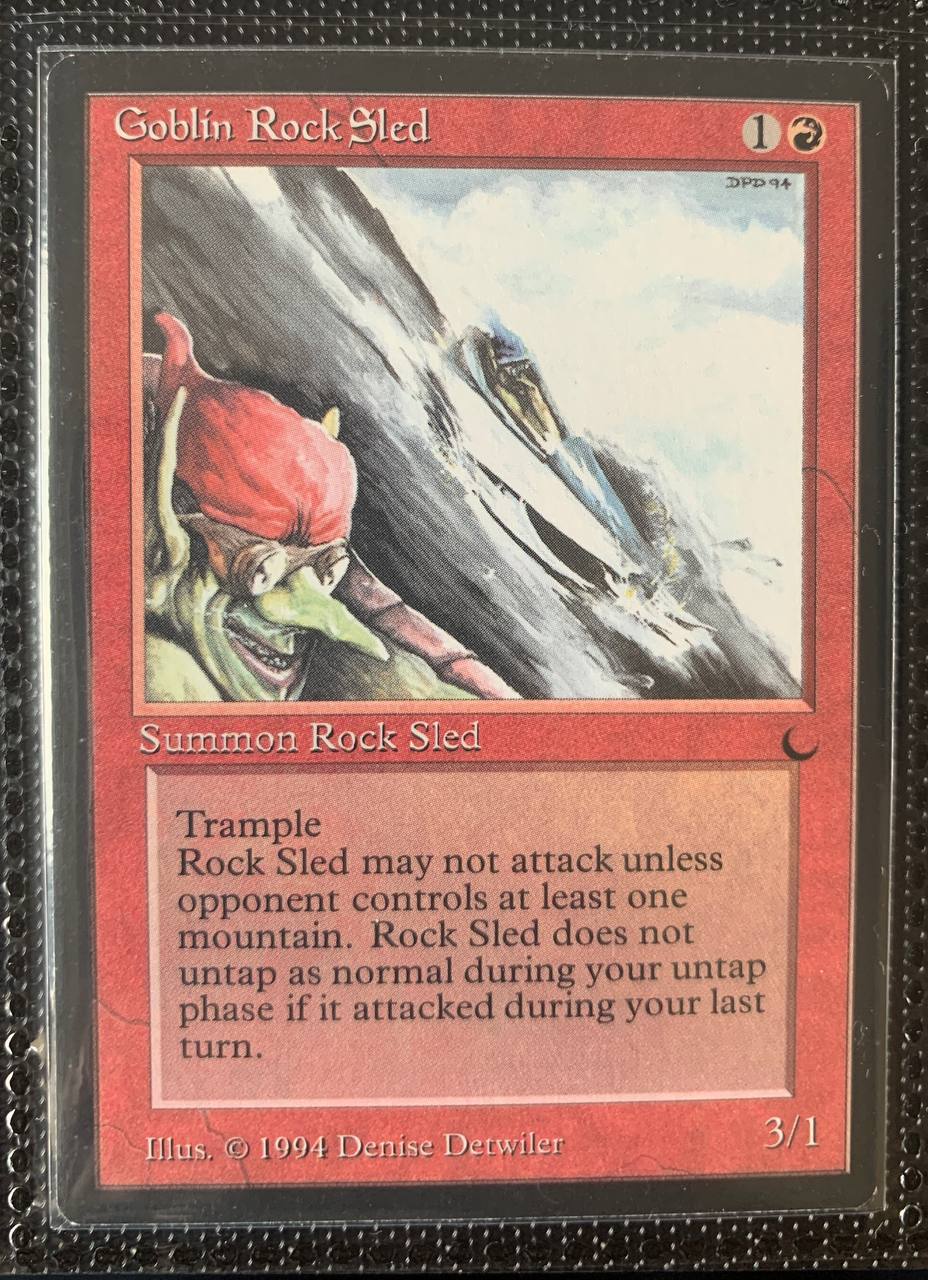 Goblin Rock Sled 1
DPD 94
Summon Rock Sled
Trample
Rock Sled may not attack unless
opponent controls at least one
mountain. Rock Sled does not
untap as normal during your untap
phase if it attacked during your last
turn.
Illus. © 1994 Denise Detwiler 3/1